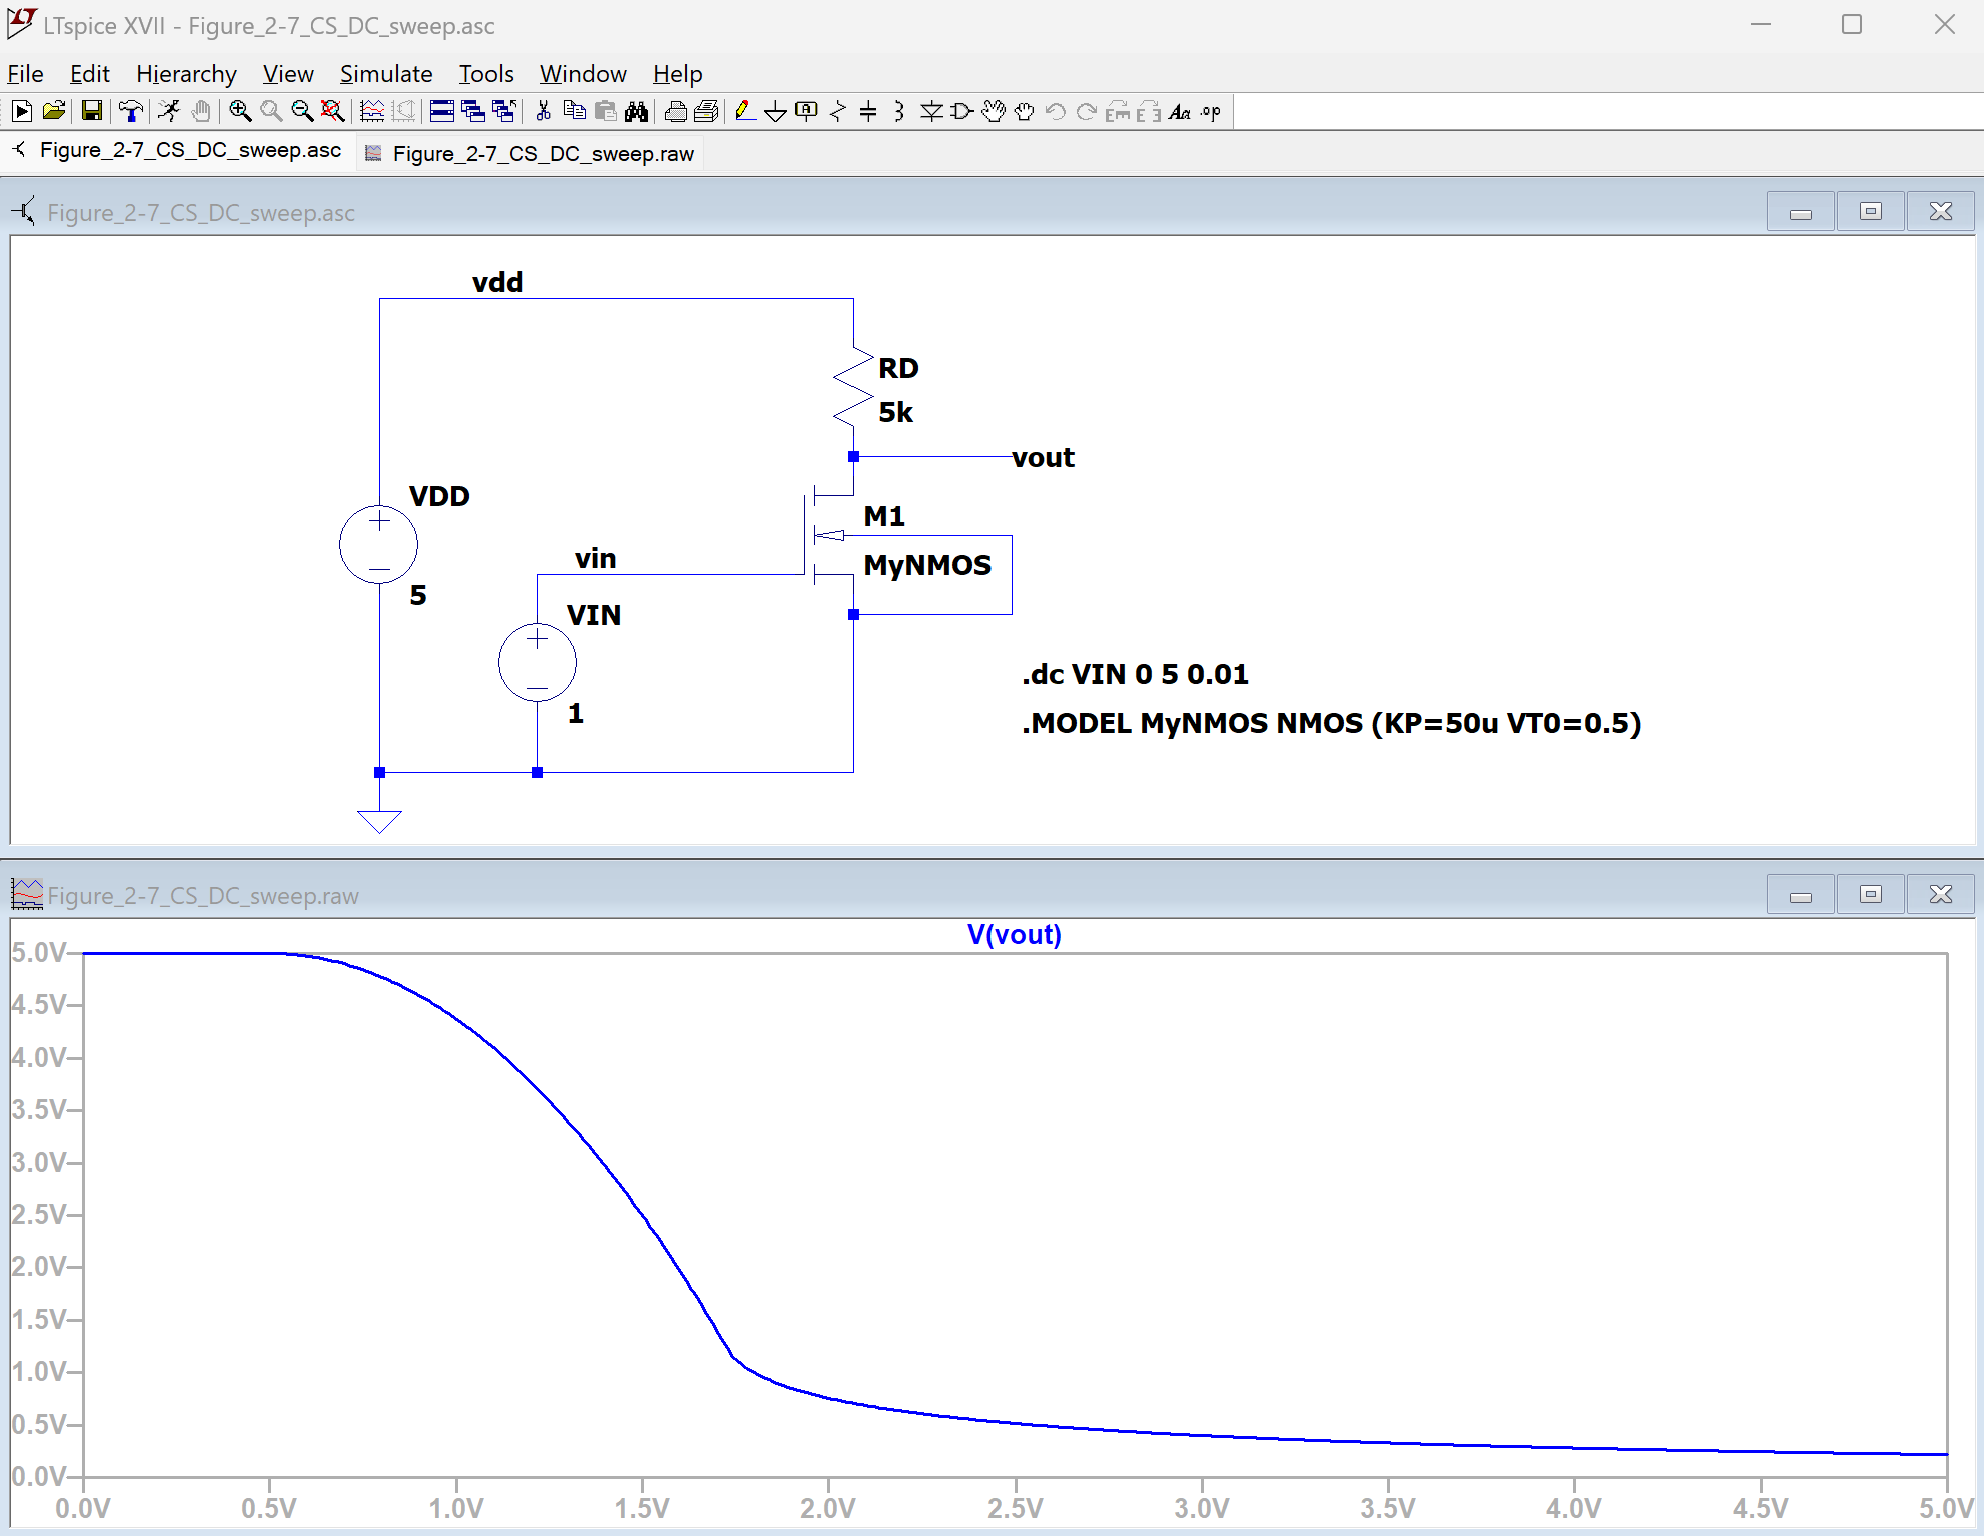 LTspice XVII - Figure_2-7_CS_DC_sweep.asc
File Edit Hierarchy View Simulate Tools Window Help
Figure_2-7_CS_DC_sweep.asc Figure_2-7_CS_DC_sweep.raw
Figure_2-7_CS_DC_sweep.asc
vdd
RD
5k
vout
VDD
M1
vin
MyNMOS
5
VIN
.dc VIN 0 5 0.01
1
.MODEL MyNMOS NMOS (KP=50u VT0=0.5)
Figure_2-7_CS_DC_sweep.raw
V(vout)
5.0V
4.5V
4.0V
3.5V
3.0V
2.5V
2.0V
1.5V
1.0V
0.5V
0.0V
0.0V 0.5V 1.0V 1.5V 2.0V 2.5V 3.0V 3.5V 4.0V 4.5V 5.0V